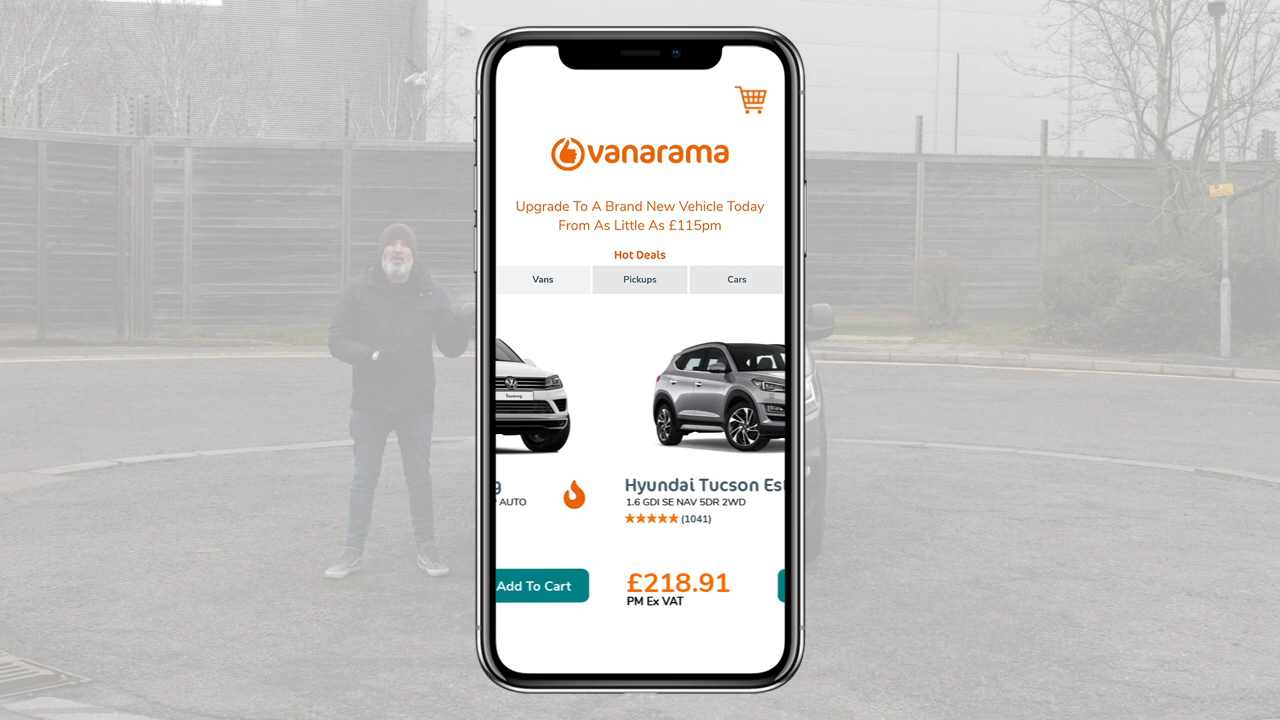 vanarama
Upgrade To A Brand New Vehicle Today
From As Little As £115pm
Hot Deals
Vans
Pickups
Cars
AUTO
Hyundai Tucson Est
1.6 GDI SE NAV 5DR 2WD
(1041)
Add To Cart
£218.91
PM Ex VAT